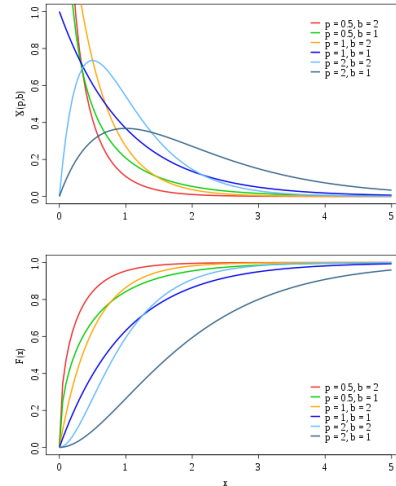 1.0
0.8
0.6
0.4
0.2
0.0
p = 0.5, b = 2
p = 0.5, b = 1
p = 1, b = 2
p = 1, b = 1
p = 2, b = 2
p = 2, b = 1
0 1 2 3 4 5
1.0
0.8
0.6
0.4
0.2
0.0
F(x)
p = 0.5, b = 2
p = 0.5, b = 1
p = 1, b = 2
p = 1, b = 1
p = 2, b = 2
p = 2, b = 1
0 1 2 3 4 5
x